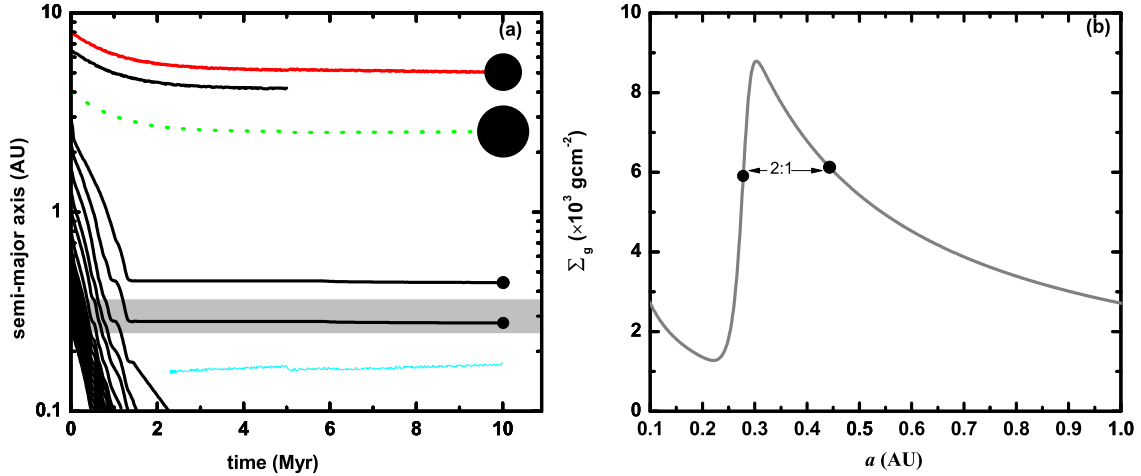 (a)
10
1
0.1
semi-major axis (AU)
0 2 4 6 8 10
time (Myr)
(b)
10
8
6
4
2
0
Σg (×10³ gcm⁻²)
2:1
0.1 0.2 0.3 0.4 0.5 0.6 0.7 0.8 0.9 1.0
a (AU)